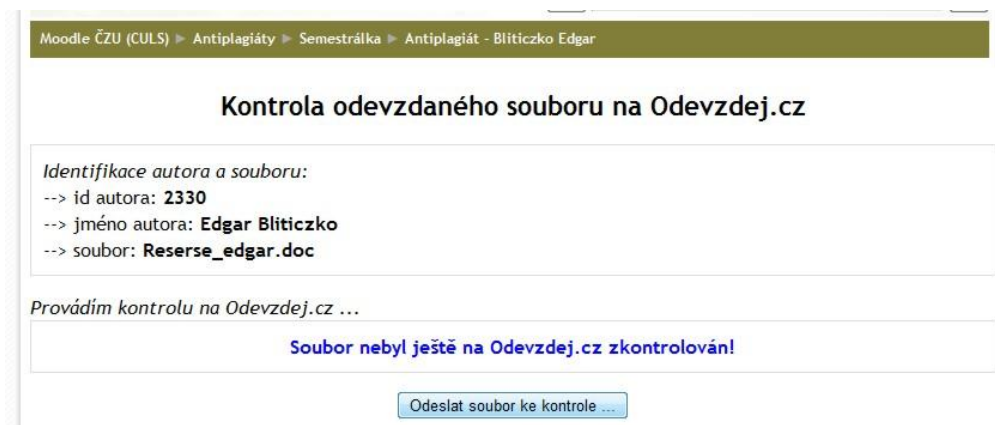 Moodle ČZU (CULS) ► Antiplagiáty ► Semestrálka ► Antiplagiát - Bliticzko Edgar
Kontrola odevzdaného souboru na Odevzdej.cz
Identifikace autora a souboru:
--> id autora: 2330
--> jméno autora: Edgar Bliticzko
--> soubor: Reserse_edgar.doc
Provádím kontrolu na Odevzdej.cz ...
Soubor nebyl ještě na Odevzdej.cz zkontrolován!
Odeslat soubor ke kontrole ...